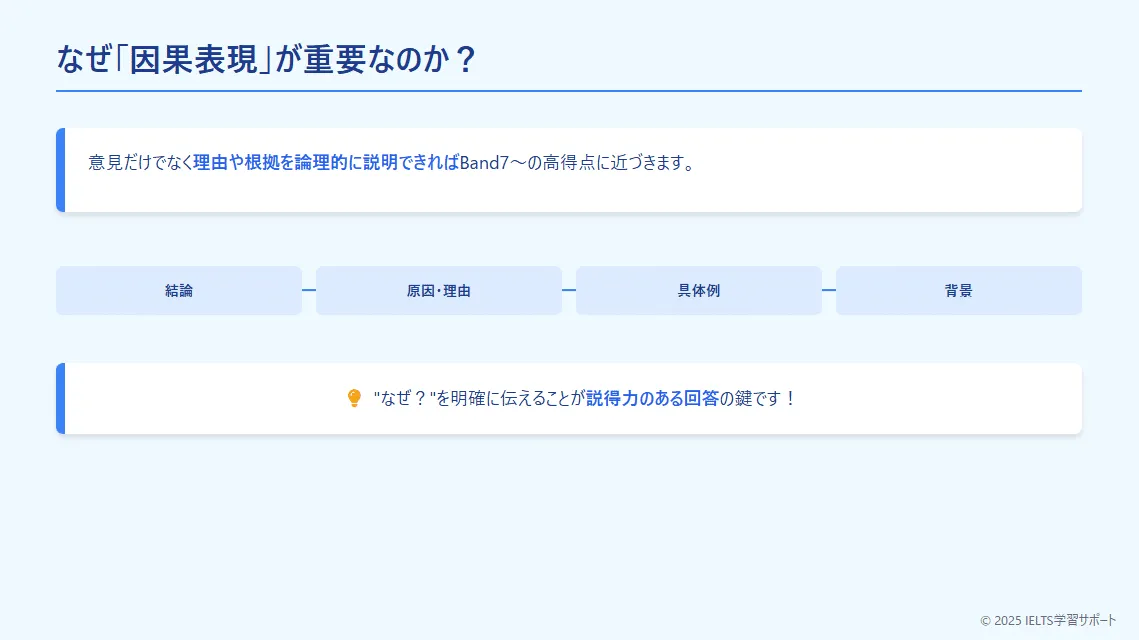 なぜ「因果表現」が重要なのか？
意見だけでなく理由や根拠を論理的に説明できればBand7～の高得点に近づきます。
結論
原因・理由
具体例
背景
"なぜ？"を明確に伝えることが説得力のある回答の鍵です！
© 2025 IELTS学習サポート